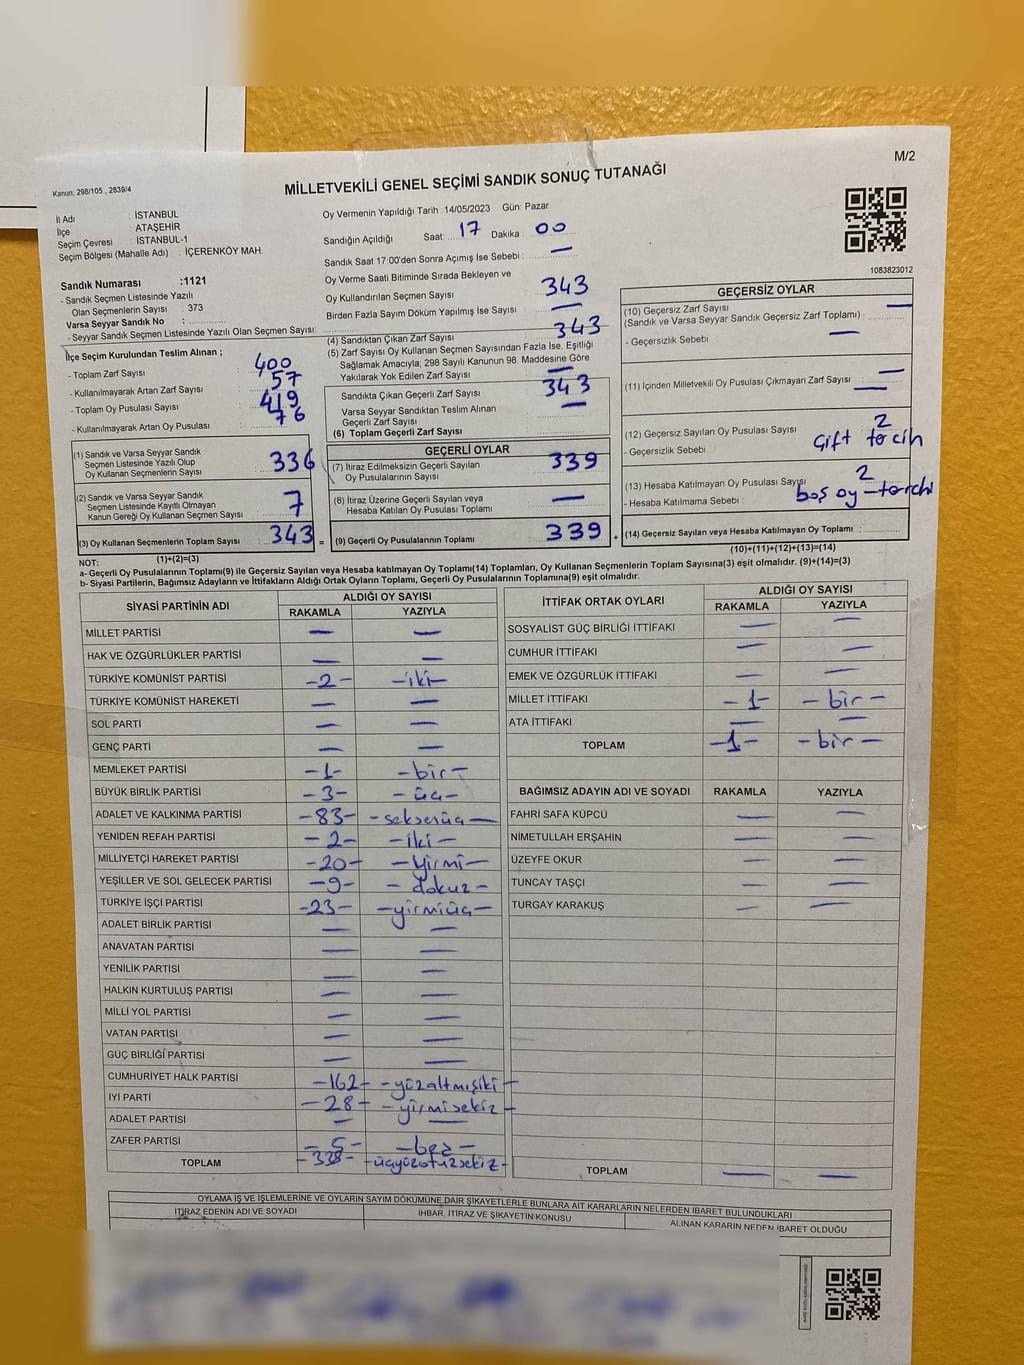 M/2
Kanun; 298/105 , 2839/4
MİLLETVEKİLİ GENEL SEÇİMİ SANDIK SONUÇ TUTANAĞI
İl Adı : İSTANBUL
İlçe : ATAŞEHİR
Seçim Çevresi : İSTANBUL-1
Seçim Bölgesi (Mahalle Adı) : İÇERENKÖY MAH.
Oy Vermenin Yapıldığı Tarih :14/05/2023 Gün: Pazar
Sandığın Açıldığı Saat: 17 Dakika 00
Sandık Saat 17:00'den Sonra Açımış İse Sebebi : —
Oy Verme Saati Bitiminde Sırada Bekleyen ve
Oy Kullandırılan Seçmen Sayısı 343
Birden Fazla Sayım Döküm Yapılmış İse Sayısı : —
1083823012
Sandık Numarası :1121
- Sandık Seçmen Listesinde Yazılı
Olan Seçmenlerin Sayısı : 373
Varsa Seyyar Sandık No :
- Seyyar Sandık Seçmen Listesinde Yazılı Olan Seçmen Sayısı :
İlçe Seçim Kurulundan Teslim Alınan ;
- Toplam Zarf Sayısı : 400
- Kullanılmayarak Artan Zarf Sayısı : 57
- Toplam Oy Pusulası Sayısı : 419
- Kullanılmayarak Artan Oy Pusulası : 76
(1) Sandık ve Varsa Seyyar Sandık
Seçmen Listesinde Yazılı Olup
Oy Kullanan Seçmenlerin Sayısı 336
(2) Sandık ve Varsa Seyyar Sandık
Seçmen Listesinde Kayıtlı Olmayan
Kanun Gereği Oy Kullanan Seçmen Sayısı 7
(3) Oy Kullanan Seçmenlerin Toplam Sayısı : 343 =
(1)+(2)=(3)
(4) Sandıktan Çıkan Zarf Sayısı : 343
(5) Zarf Sayısı Oy Kullanan Seçmen Sayısından Fazla İse, Eşitliği
Sağlamak Amacıyla; 298 Sayılı Kanunun 98. Maddesine Göre
Yakılarak Yok Edilen Zarf Sayısı —
Sandıkta Çıkan Geçerli Zarf Sayısı : 343
Varsa Seyyar Sandıktan Teslim Alınan
Geçerli Zarf Sayısı : —
(6) Toplam Geçerli Zarf Sayısı :
GEÇERLİ OYLAR
(7) İtiraz Edilmeksizin Geçerli Sayılan
Oy Pusulalarının Sayısı : 339
(8) İtiraz Üzerine Geçerli Sayılan veya
Hesaba Katılan Oy Pusulası Toplamı : —
(9) Geçerli Oy Pusulalarının Toplamı : 339 +
GEÇERSİZ OYLAR
(10) Geçersiz Zarf Sayısı —
(Sandık ve Varsa Seyyar Sandık Geçersiz Zarf Toplamı) :
- Geçersizlik Sebebi : —
(11) İçinden Milletvekili Oy Pusulası Çıkmayan Zarf Sayısı : —
(12) Geçersiz Sayılan Oy Pusulası Sayısı : 2
- Geçersizlik Sebebi : çift tercih
(13) Hesaba Katılmayan Oy Pusulası Sayısı : 2
- Hesaba Katılmama Sebebi : boş oy-terchi
(14) Geçersiz Sayılan veya Hesaba Katılmayan Oy Toplamı :
(10)+(11)+(12)+(13)=(14)
NOT:
a- Geçerli Oy Pusulalarının Toplamı(9) ile Geçersiz Sayılan veya Hesaba katılmayan Oy Toplamı(14) Toplamları, Oy Kullanan Seçmenlerin Toplam Sayısına(3) eşit olmalıdır. (9)+(14)=(3)
b- Siyasi Partilerin, Bağımsız Adayların ve İttifakların Aldığı Ortak Oyların Toplamı, Geçerli Oy Pusulalarının Toplamına(9) eşit olmalıdır.
SİYASİ PARTİNİN ADI ALDIĞI OY SAYISI
RAKAMLA YAZIYLA
MİLLET PARTİSİ — —
HAK VE ÖZGÜRLÜKLER PARTİSİ — —
TÜRKİYE KOMÜNİST PARTİSİ -2- -iki-
TÜRKİYE KOMÜNİST HAREKETİ — —
SOL PARTİ — —
GENÇ PARTİ — —
MEMLEKET PARTİSİ -1- -bir-
BÜYÜK BİRLİK PARTİSİ -3- -üç-
ADALET VE KALKINMA PARTİSİ -83- -seksenüç-
YENİDEN REFAH PARTİSİ -2- -iki-
MİLLİYETÇİ HAREKET PARTİSİ -20- -yirmi-
YEŞİLLER VE SOL GELECEK PARTİSİ -9- -dokuz-
TÜRKİYE İŞÇİ PARTİSİ -23- -yirmiüç-
ADALET BİRLİK PARTİSİ — —
ANAVATAN PARTİSİ — —
YENİLİK PARTİSİ — —
HALKIN KURTULUŞ PARTİSİ — —
MİLLİ YOL PARTİSİ — —
VATAN PARTİSİ — —
GÜÇ BİRLİĞİ PARTİSİ — —
CUMHURİYET HALK PARTİSİ -162- -yüzaltmışiki-
İYİ PARTİ -28- -yirmisekiz-
ADALET PARTİSİ — —
ZAFER PARTİSİ -5- -beş-
TOPLAM -338- -üçyüzotuzsekiz-
İTTİFAK ORTAK OYLARI ALDIĞI OY SAYISI
RAKAMLA YAZIYLA
SOSYALİST GÜÇ BİRLİĞİ İTTİFAKI — —
CUMHUR İTTİFAKI — —
EMEK VE ÖZGÜRLÜK İTTİFAKI — —
MİLLET İTTİFAKI -1- -bir-
ATA İTTİFAKI — —
TOPLAM -1- -bir-
BAĞIMSIZ ADAYIN ADI VE SOYADI RAKAMLA YAZIYLA
FAHRİ SAFA KÜPCÜ — —
NİMETULLAH ERŞAHİN — —
ÜZEYFE OKUR — —
TUNCAY TAŞÇI — —
TURGAY KARAKUŞ — —
TOPLAM — —
OYLAMA İŞ VE İŞLEMLERİNE VE OYLARIN SAYIM DÖKÜMÜNE DAİR ŞİKAYETLERLE BUNLARA AİT KARARLARIN NELERDEN İBARET BULUNDUKLARI
İTİRAZ EDENİN ADI VE SOYADI İHBAR, İTİRAZ VE ŞİKAYETİN KONUSU ALINAN KARARIN NEDEN İBARET OLDUĞU